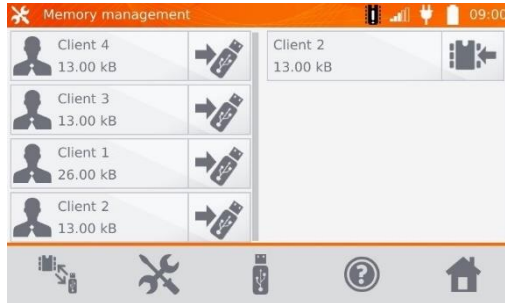 Memory management
09:00
Client 4
13.00 kB
Client 3
13.00 kB
Client 1
26.00 kB
Client 2
13.00 kB
Client 2
13.00 kB